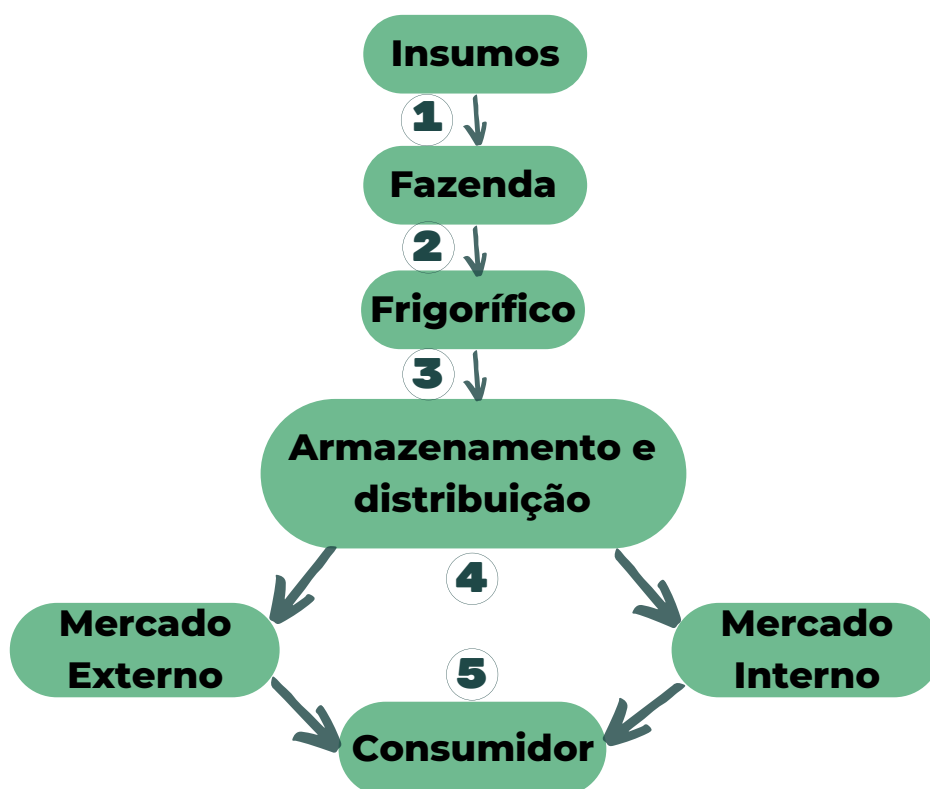 Insumos
1
Fazenda
2
Frigorífico
3
Armazenamento e
distribuição
4
Mercado
Externo
Mercado
Interno
5
Consumidor